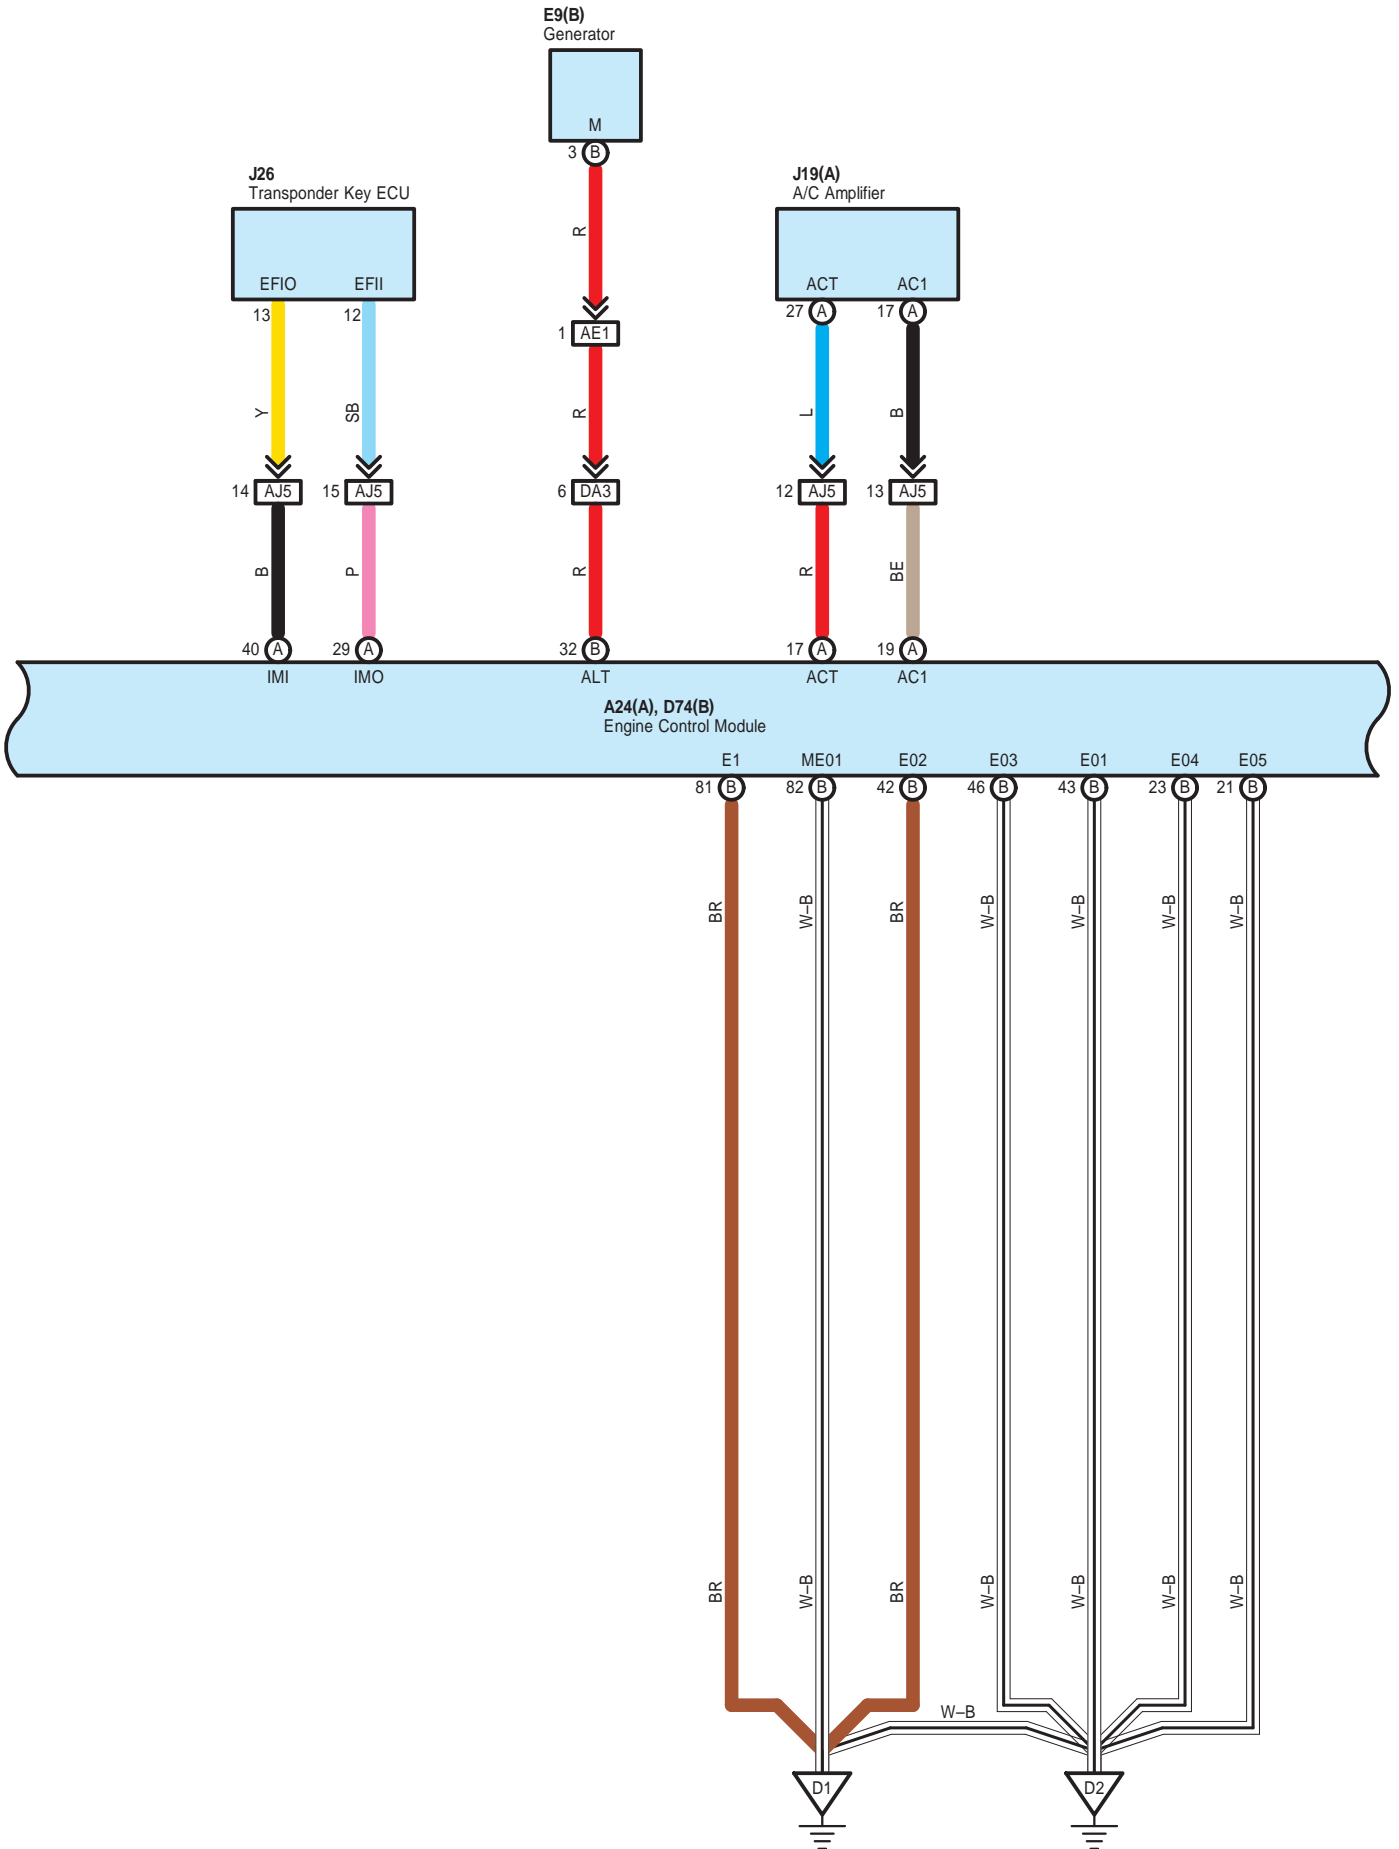 E9(B)
Generator
M
3 B
J26
Transponder Key ECU
J19(A)
A/C Amplifier
R
EFIO EFII
ACT AC1
13 12
27 A 17 A
1 AE1
Y SB R L B
14 AJ5 15 AJ5 6 DA3 12 AJ5 13 AJ5
B P R R BE
40 A 29 A 32 B 17 A 19 A
IMI IMO ALT ACT AC1
A24(A), D74(B)
Engine Control Module
E1 ME01 E02 E03 E01 E04 E05
81 B 82 B 42 B 46 B 43 B 23 B 21 B
BR W–B BR W–B W–B W–B W–B
BR W–B BR W–B W–B W–B W–B
W–B
D1 D2